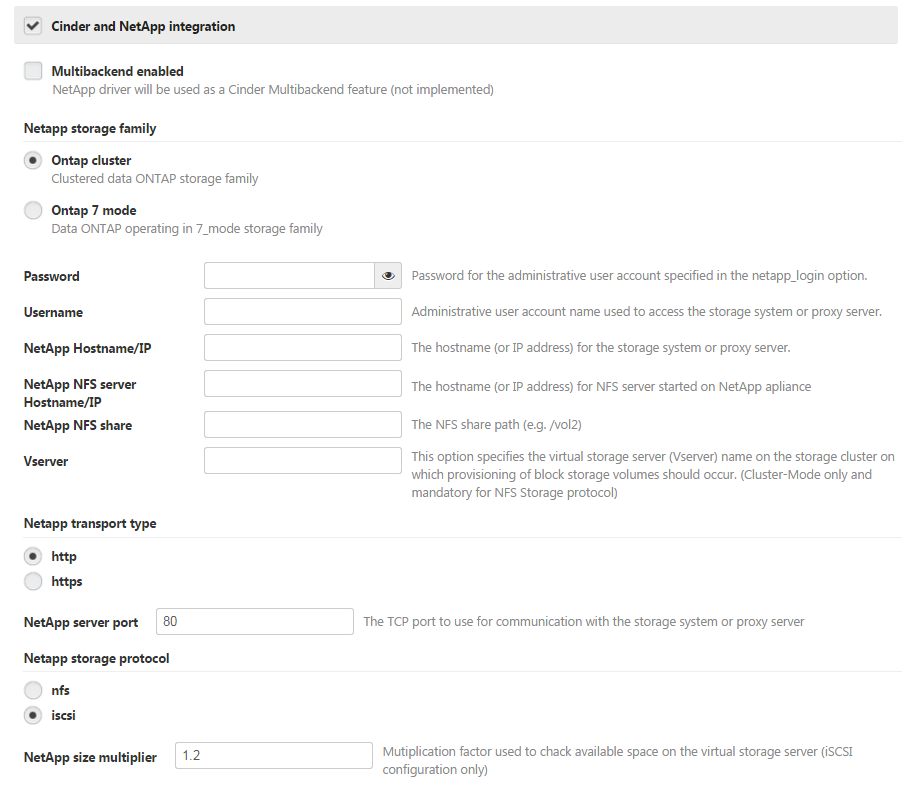 Cinder and NetApp integration
Multibackend enabled
NetApp driver will be used as a Cinder Multibackend feature (not implemented)
Netapp storage family
Ontap cluster
Clustered data ONTAP storage family
Ontap 7 mode
Data ONTAP operating in 7_mode storage family
Password
Password for the administrative user account specified in the netapp_login option.
Username
Administrative user account name used to access the storage system or proxy server.
NetApp Hostname/IP
The hostname (or IP address) for the storage system or proxy server.
NetApp NFS server
Hostname/IP
The hostname (or IP address) for NFS server started on NetApp apliance
NetApp NFS share
The NFS share path (e.g. /vol2)
Vserver
This option specifies the virtual storage server (Vserver) name on the storage cluster on
which provisioning of block storage volumes should occur. (Cluster-Mode only and
mandatory for NFS Storage protocol)
Netapp transport type
http
https
NetApp server port
80
The TCP port to use for communication with the storage system or proxy server
Netapp storage protocol
nfs
iscsi
NetApp size multiplier
1.2
Mutiplication factor used to chack available space on the virtual storage server (iSCSI
configuration only)